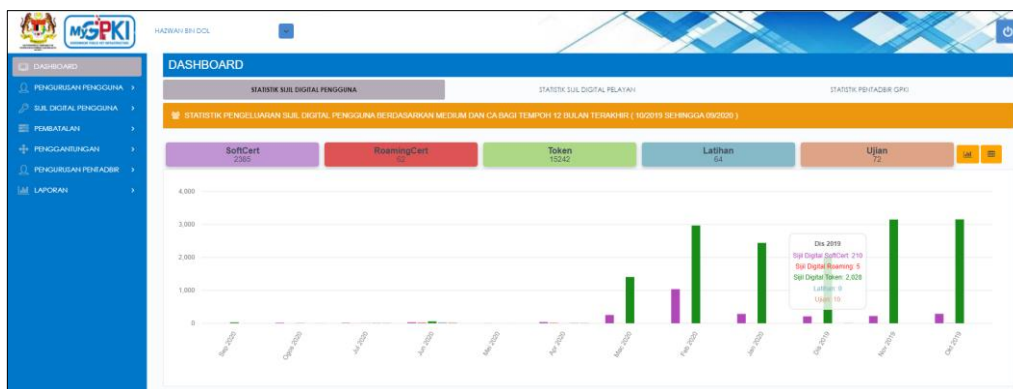 MyGPKI
HAZWAN BIN DOL
DASHBOARD
PENGURUSAN PENGGUNA
SIJIL DIGITAL PENGGUNA
PEMBATALAN
PENGGANTUNGAN
PENGURUSAN PENTADBIR
LAPORAN
DASHBOARD
STATISTIK SIJIL DIGITAL PENGGUNA
STATISTIK SIJIL DIGITAL PELAYAN
STATISTIK PENTADBIR GPKI
STATISTIK PENGELUARAN SIJIL DIGITAL PENGGUNA BERDASARKAN MEDIUM DAN CA BAGI TEMPOH 12 BULAN TERAKHIR ( 10/2019 SEHINGGA 09/2020 )
SoftCert
2385
RoamingCert
62
Token
15242
Latihan
64
Ujian
72
4,000
3,000
2,000
1,000
0
Dis 2019
Sijil Digital SoftCert: 210
Sijil Digital Roaming: 5
Sijil Digital Token: 2,028
Latihan: 0
Ujian: 10
Sep 2020
Ogos 2020
Jul 2020
Jun 2020
Mei 2020
Apr 2020
Mac 2020
Feb 2020
Jan 2020
Dis 2019
Nov 2019
Okt 2019